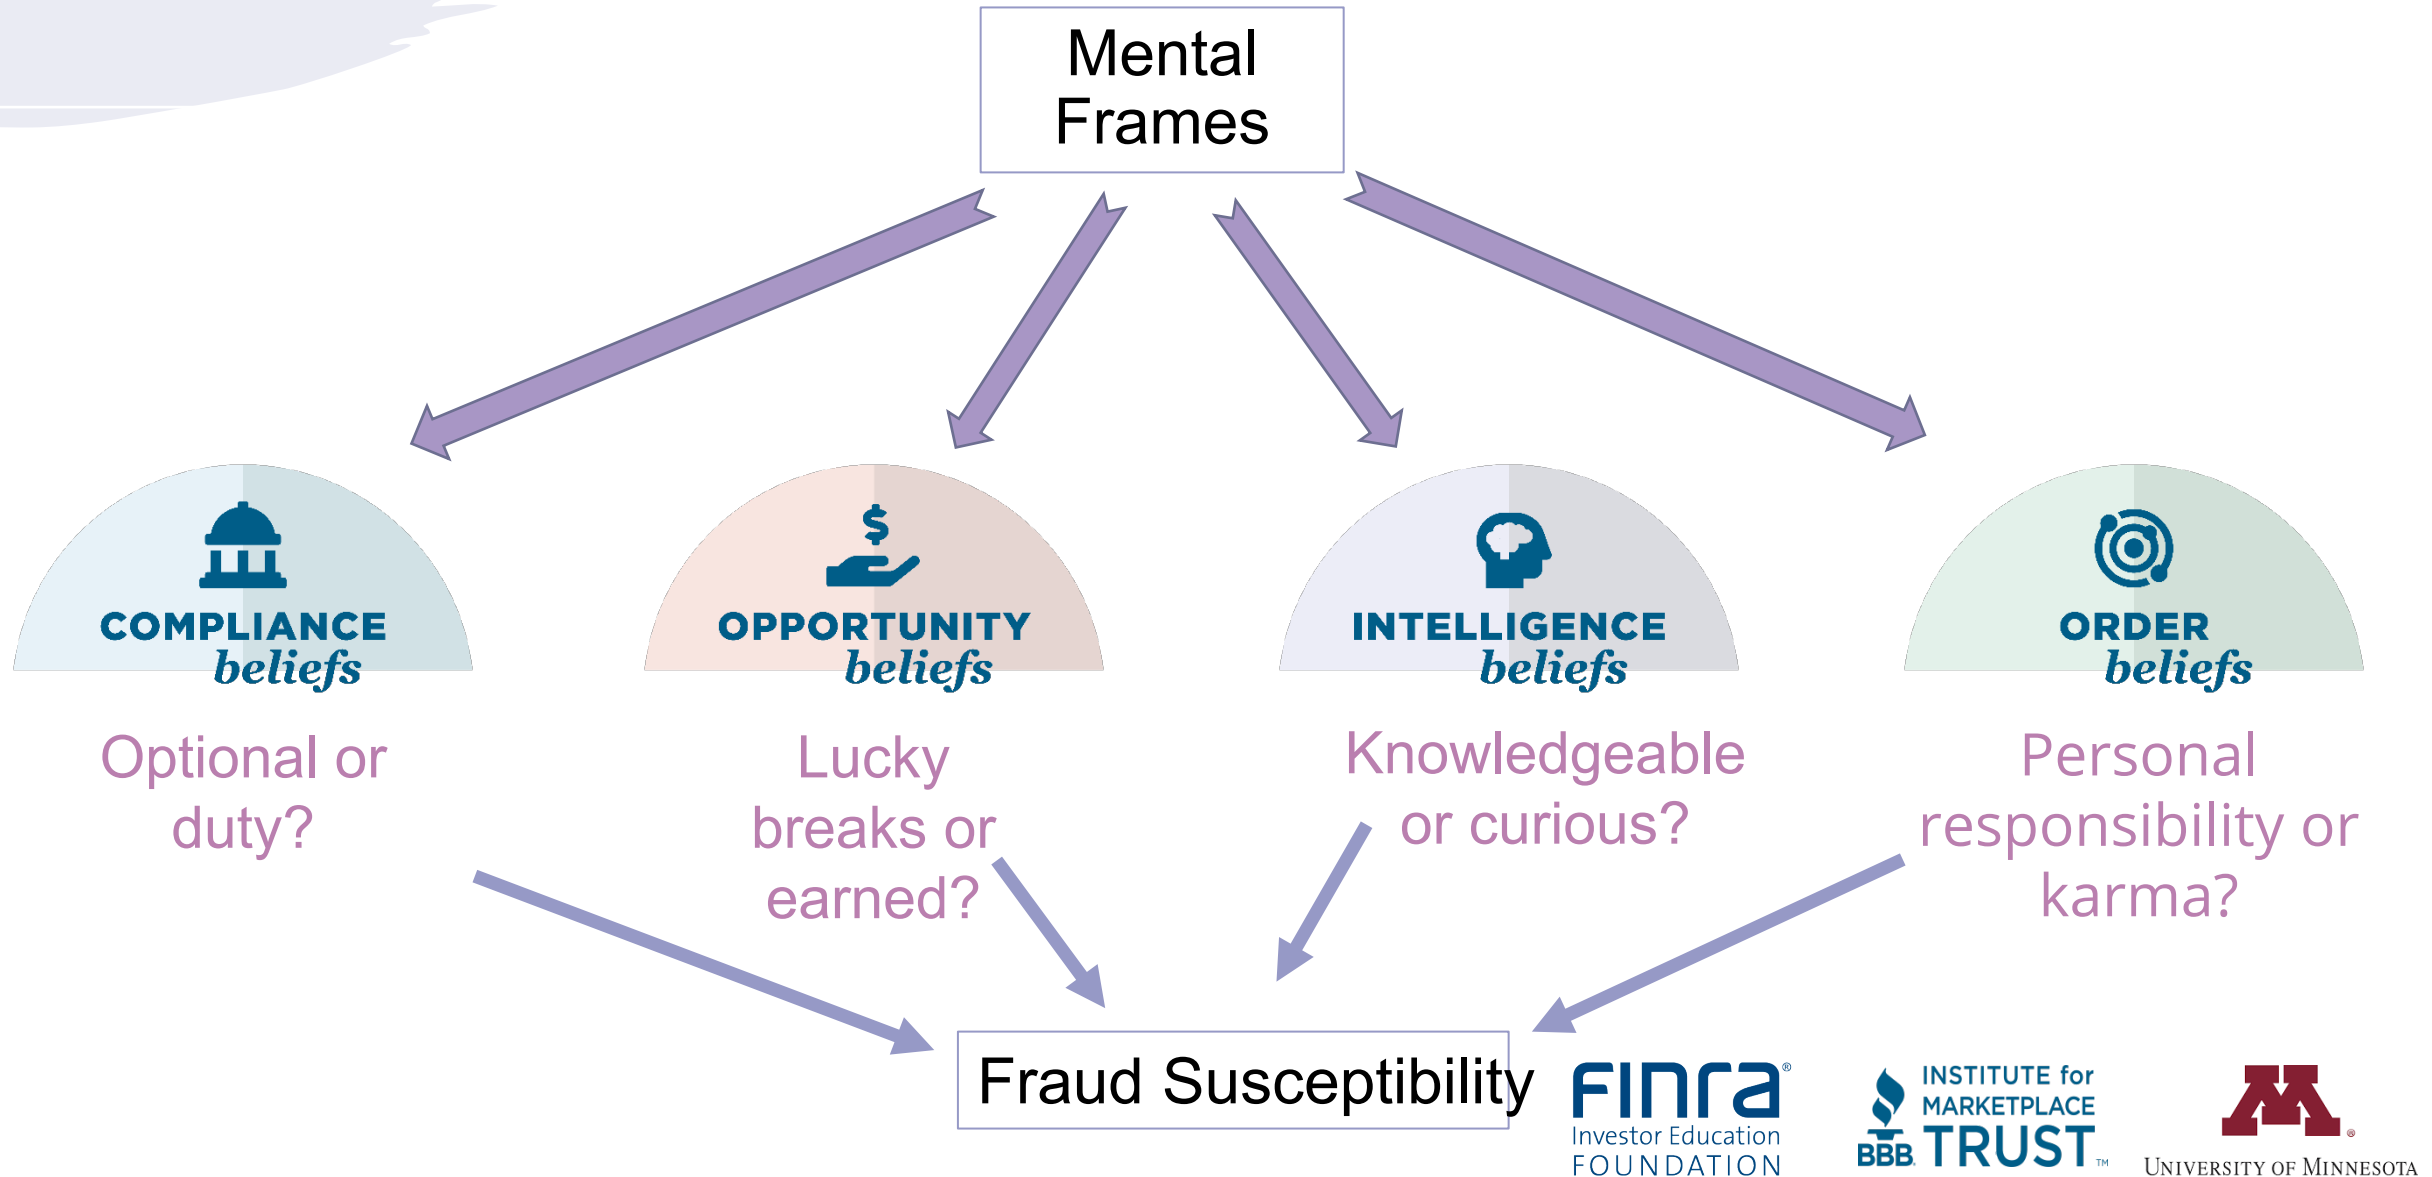 Mental
Frames
COMPLIANCE
beliefs
OPPORTUNITY
beliefs
INTELLIGENCE
beliefs
ORDER
beliefs
Optional or
duty?
Lucky
breaks or
earned?
Knowledgeable
or curious?
Personal
responsibility or
karma?
Fraud Susceptibility
FINRA®
Investor Education
FOUNDATION
BBB
INSTITUTE for
MARKETPLACE
TRUST™
M®
UNIVERSITY OF MINNESOTA